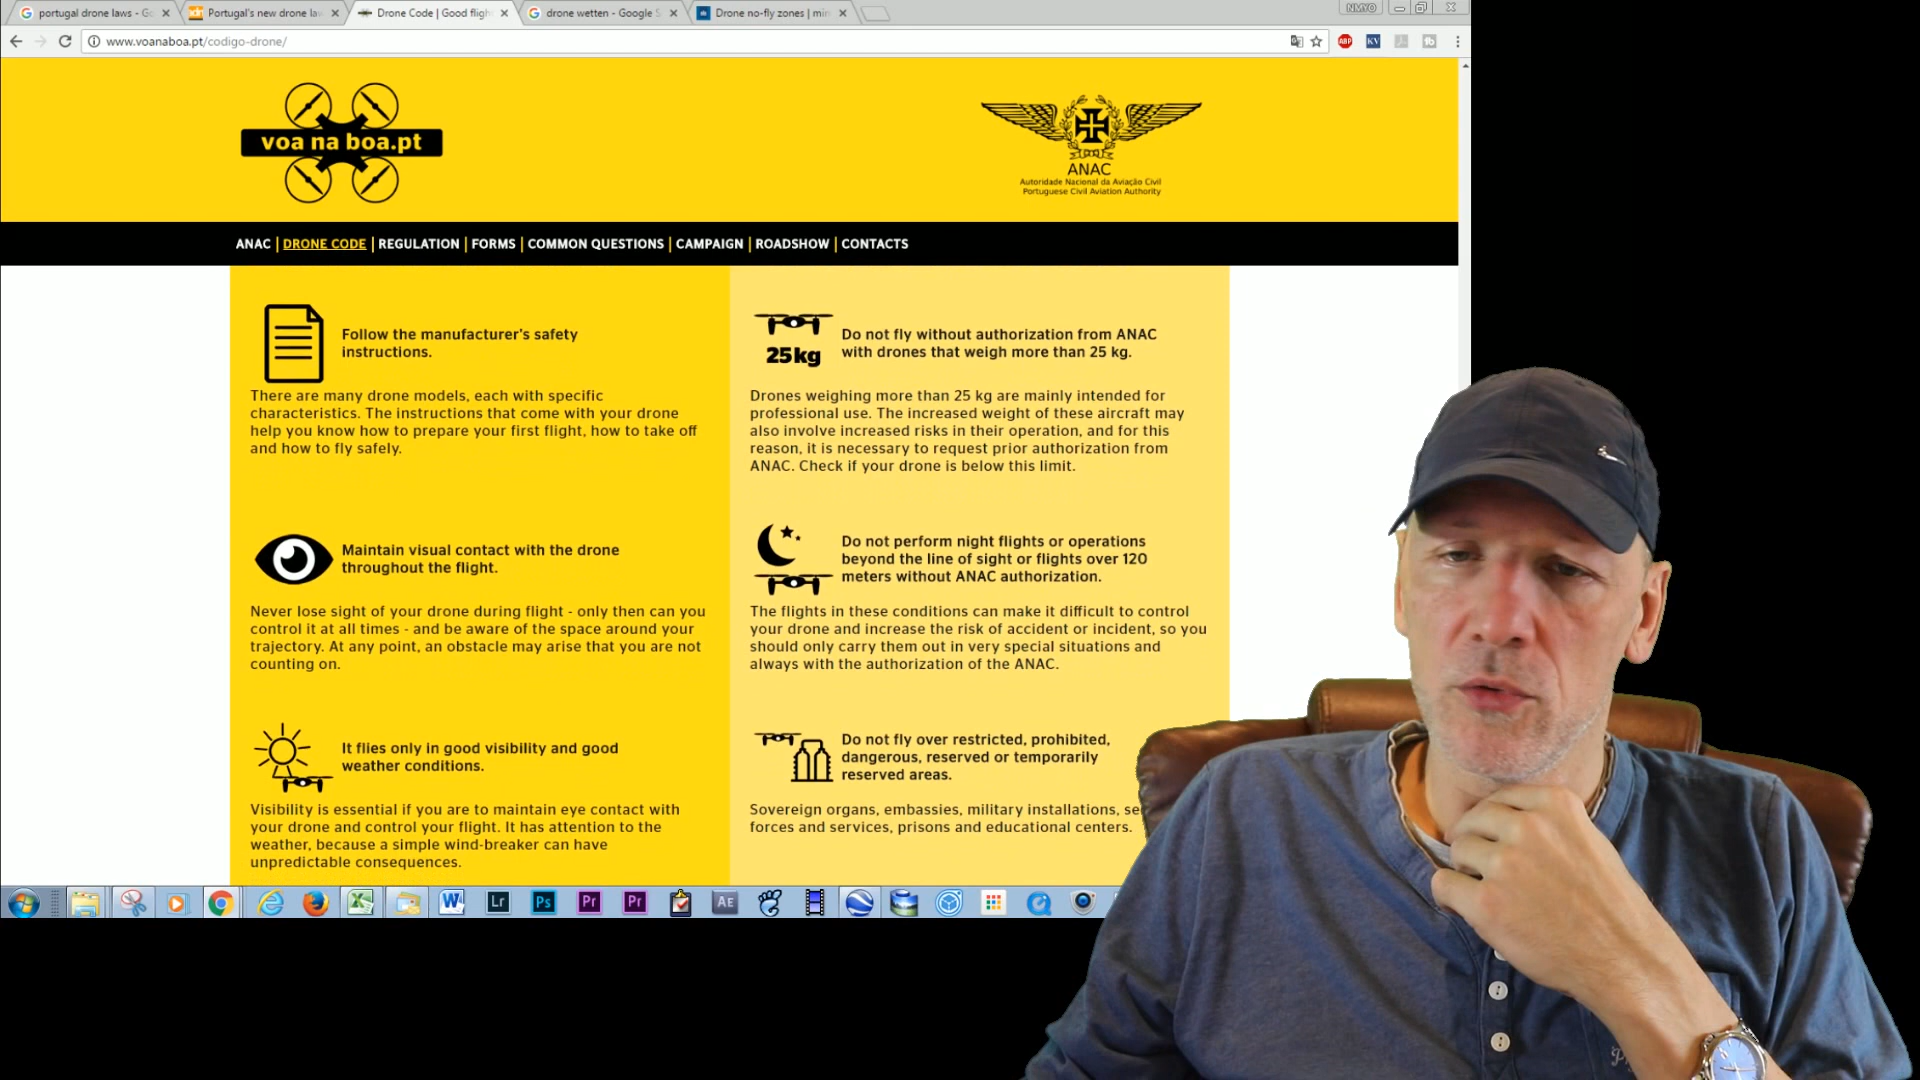 portugal drone laws - Go
Portugal's new drone law
Drone Code | Good fligh
drone wetten - Google S
Drone no-fly zones | min
NMYO
www.voanaboa.pt/codigo-drone/
ABP
KV
voa na boa.pt
ANAC
Autoridade Nacional da Aviação Civil
Portuguese Civil Aviation Authority
ANAC | DRONE CODE | REGULATION | FORMS | COMMON QUESTIONS | CAMPAIGN | ROADSHOW | CONTACTS
Follow the manufacturer's safety
instructions.
There are many drone models, each with specific
characteristics. The instructions that come with your drone
help you know how to prepare your first flight, how to take off
and how to fly safely.
25kg
Do not fly without authorization from ANAC
with drones that weigh more than 25 kg.
Drones weighing more than 25 kg are mainly intended for
professional use. The increased weight of these aircraft may
also involve increased risks in their operation, and for this
reason, it is necessary to request prior authorization from
ANAC. Check if your drone is below this limit.
Maintain visual contact with the drone
throughout the flight.
Never lose sight of your drone during flight - only then can you
control it at all times - and be aware of the space around your
trajectory. At any point, an obstacle may arise that you are not
counting on.
Do not perform night flights or operations
beyond the line of sight or flights over 120
meters without ANAC authorization.
The flights in these conditions can make it difficult to control
your drone and increase the risk of accident or incident, so you
should only carry them out in very special situations and
always with the authorization of the ANAC.
It flies only in good visibility and good
weather conditions.
Visibility is essential if you are to maintain eye contact with
your drone and control your flight. It has attention to the
weather, because a simple wind-breaker can have
unpredictable consequences.
Do not fly over restricted, prohibited,
dangerous, reserved or temporarily
reserved areas.
Sovereign organs, embassies, military installations, se
forces and services, prisons and educational centers.
Lr
Ps
Pr
Pr
AE